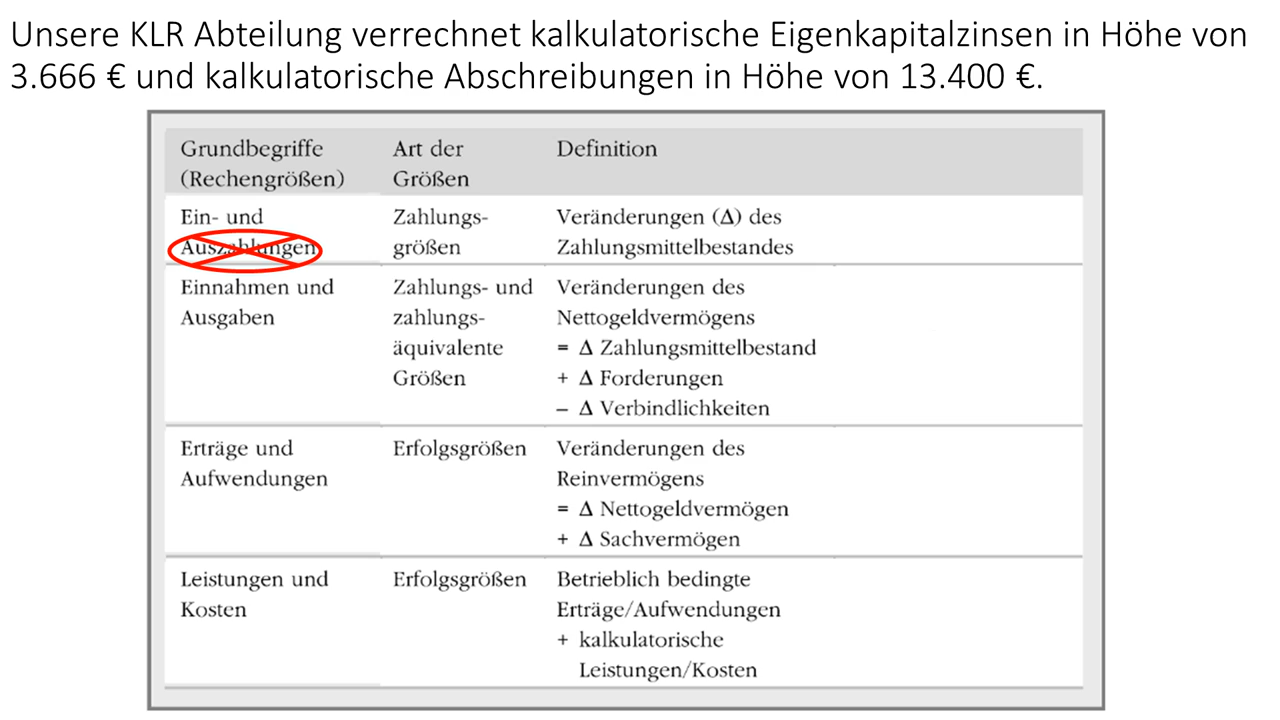 Unsere KLR Abteilung verrechnet kalkulatorische Eigenkapitalzinsen in Höhe von
3.666 € und kalkulatorische Abschreibungen in Höhe von 13.400 €.
Grundbegriffe
(Rechengrößen)
Art der
Größen
Definition
Ein- und
Auszahlungen
Zahlungs-
größen
Veränderungen (Δ) des
Zahlungsmittelbestandes
Einnahmen und
Ausgaben
Zahlungs- und
zahlungs-
äquivalente
Größen
Veränderungen des
Nettogeldvermögens
= Δ Zahlungsmittelbestand
+ Δ Forderungen
– Δ Verbindlichkeiten
Erträge und
Aufwendungen
Erfolgsgrößen
Veränderungen des
Reinvermögens
= Δ Nettogeldvermögen
+ Δ Sachvermögen
Leistungen und
Kosten
Erfolgsgrößen
Betrieblich bedingte
Erträge/Aufwendungen
+ kalkulatorische
Leistungen/Kosten